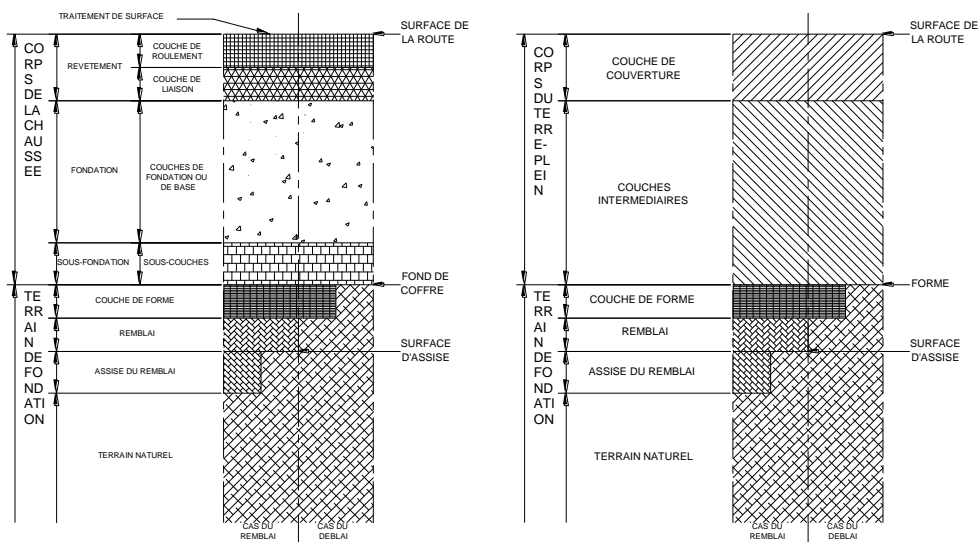 TRAITEMENT DE SURFACE
SURFACE DE
LA ROUTE
CO
RP
S
DE
LA
CH
AU
SS
EE
REVETEMENT
COUCHE DE
ROULEMENT
COUCHE DE
LIAISON
FONDATION
COUCHES DE
FONDATION OU
DE BASE
SOUS-FONDATION
SOUS-COUCHES
FOND DE
COFFRE
TE
RR
AI
N
DE
FO
ND
ATI
ON
COUCHE DE FORME
REMBLAI
SURFACE
D'ASSISE
ASSISE DU REMBLAI
TERRAIN NATUREL
CAS DU
REMBLAI
CAS DU
DEBLAI
SURFACE DE
LA ROUTE
CO
RP
S
DU
TE
RR
E-
PL
EIN
COUCHE DE
COUVERTURE
COUCHES
INTERMEDIAIRES
FORME
TE
RR
AI
N
DE
FO
ND
ATI
ON
COUCHE DE FORME
REMBLAI
SURFACE
D'ASSISE
ASSISE DU REMBLAI
TERRAIN NATUREL
CAS DU
REMBLAI
CAS DU
DEBLAI